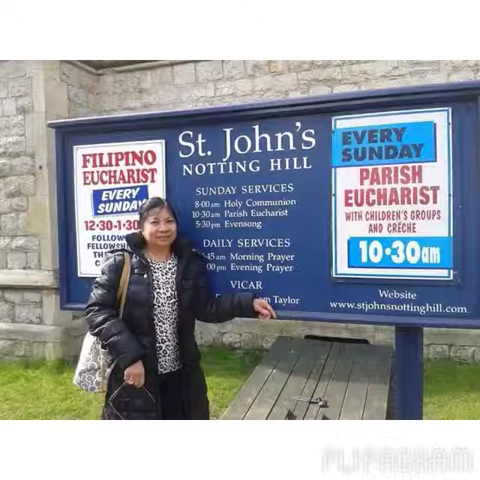 St. John's
NOTTING HILL
FILIPINO
EUCHARIST
EVERY
SUNDAY
12·30-1·30
FOLLOW
FELLOWSH
TH
SUNDAY SERVICES
8·00am Holy Communion
10·30am Parish Eucharist
5·30pm Evensong
DAILY SERVICES
45am Morning Prayer
00pm Evening Prayer
VICAR
Taylor
EVERY
SUNDAY
PARISH
EUCHARIST
WITH CHILDREN'S GROUPS
AND CRÈCHE
10·30am
Website
www.stjohnsnottinghill.com
FLIPAGRAM